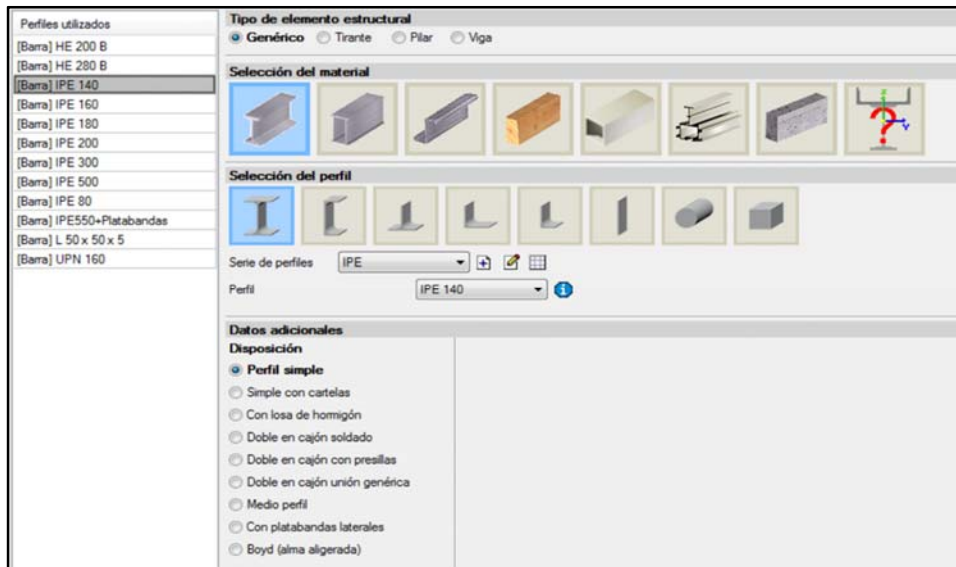 Perfiles utilizados
[Barra] HE 200 B
[Barra] HE 280 B
[Barra] IPE 140
[Barra] IPE 160
[Barra] IPE 180
[Barra] IPE 200
[Barra] IPE 300
[Barra] IPE 500
[Barra] IPE 80
[Barra] IPE550+Platabandas
[Barra] L 50 x 50 x 5
[Barra] UPN 160
Tipo de elemento estructural
Genérico Tirante Pilar Viga
Selección del material
Z
? Y
Selección del perfil
Serie de perfiles IPE
Perfil IPE 140 i
Datos adicionales
Disposición
Perfil simple
Simple con cartelas
Con losa de hormigón
Doble en cajón soldado
Doble en cajón con presillas
Doble en cajón unión genérica
Medio perfil
Con platabandas laterales
Boyd (alma aligerada)